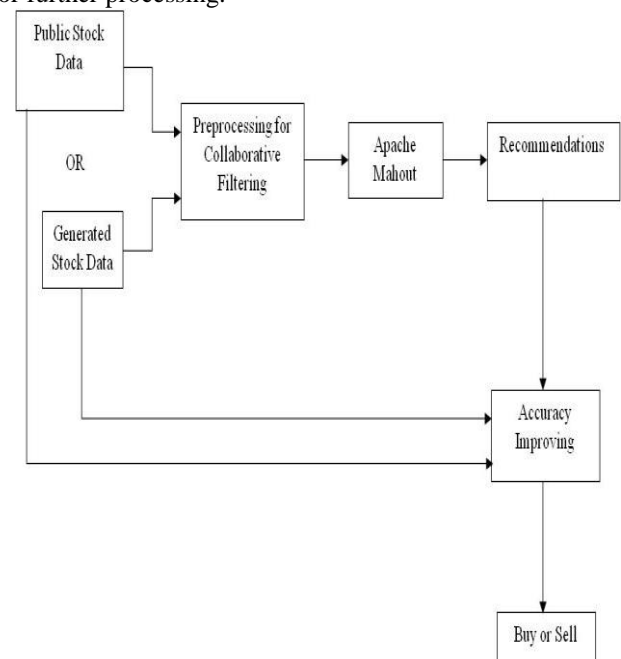 for further processing.
Public Stock
Data
OR
Generated
Stock Data
Preprocessing for
Collaborative
Filtering
Apache
Mahout
Recommendations
Accuracy
Improving
Buy or Sell